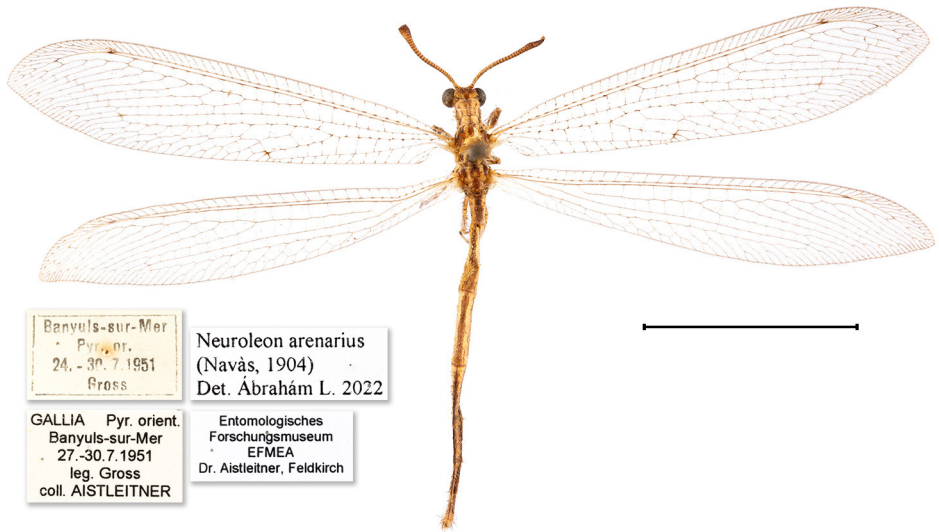 Banyuls-sur-Mer
Pyr. or.
24. - 30. 7. 1951
Gross
Neuroleon arenarius
(Navàs, 1904)
Det. Ábrahám L. 2022
GALLIA Pyr. orient.
Banyuls-sur-Mer
27.-30.7.1951
leg. Gross
coll. AISTLEITNER
Entomologisches
Forschungsmuseum
EFMEA
Dr. Aistleitner, Feldkirch